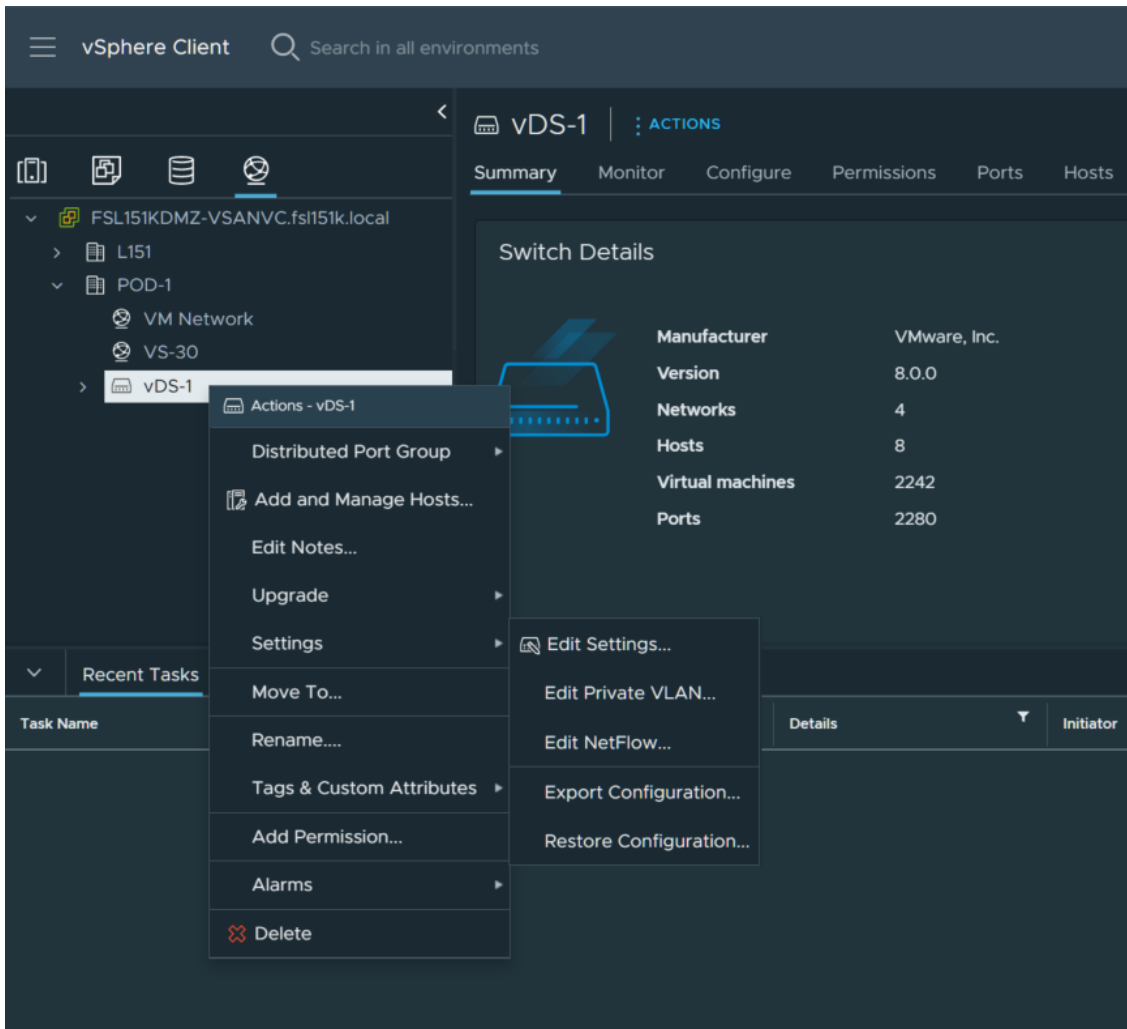 vSphere Client
Search in all environments
vDS-1
ACTIONS
Summary Monitor Configure Permissions Ports Hosts
FSL151KDMZ-VSANVC.fsl151k.local
L151
POD-1
VM Network
VS-30
vDS-1
Switch Details
Manufacturer VMware, Inc.
Version 8.0.0
Networks 4
Hosts 8
Virtual machines 2242
Ports 2280
Actions - vDS-1
Distributed Port Group
Add and Manage Hosts...
Edit Notes...
Upgrade
Settings
Move To...
Rename....
Tags & Custom Attributes
Add Permission...
Alarms
Delete
Edit Settings...
Edit Private VLAN...
Edit NetFlow...
Export Configuration...
Restore Configuration...
Recent Tasks
Task Name Details Initiator